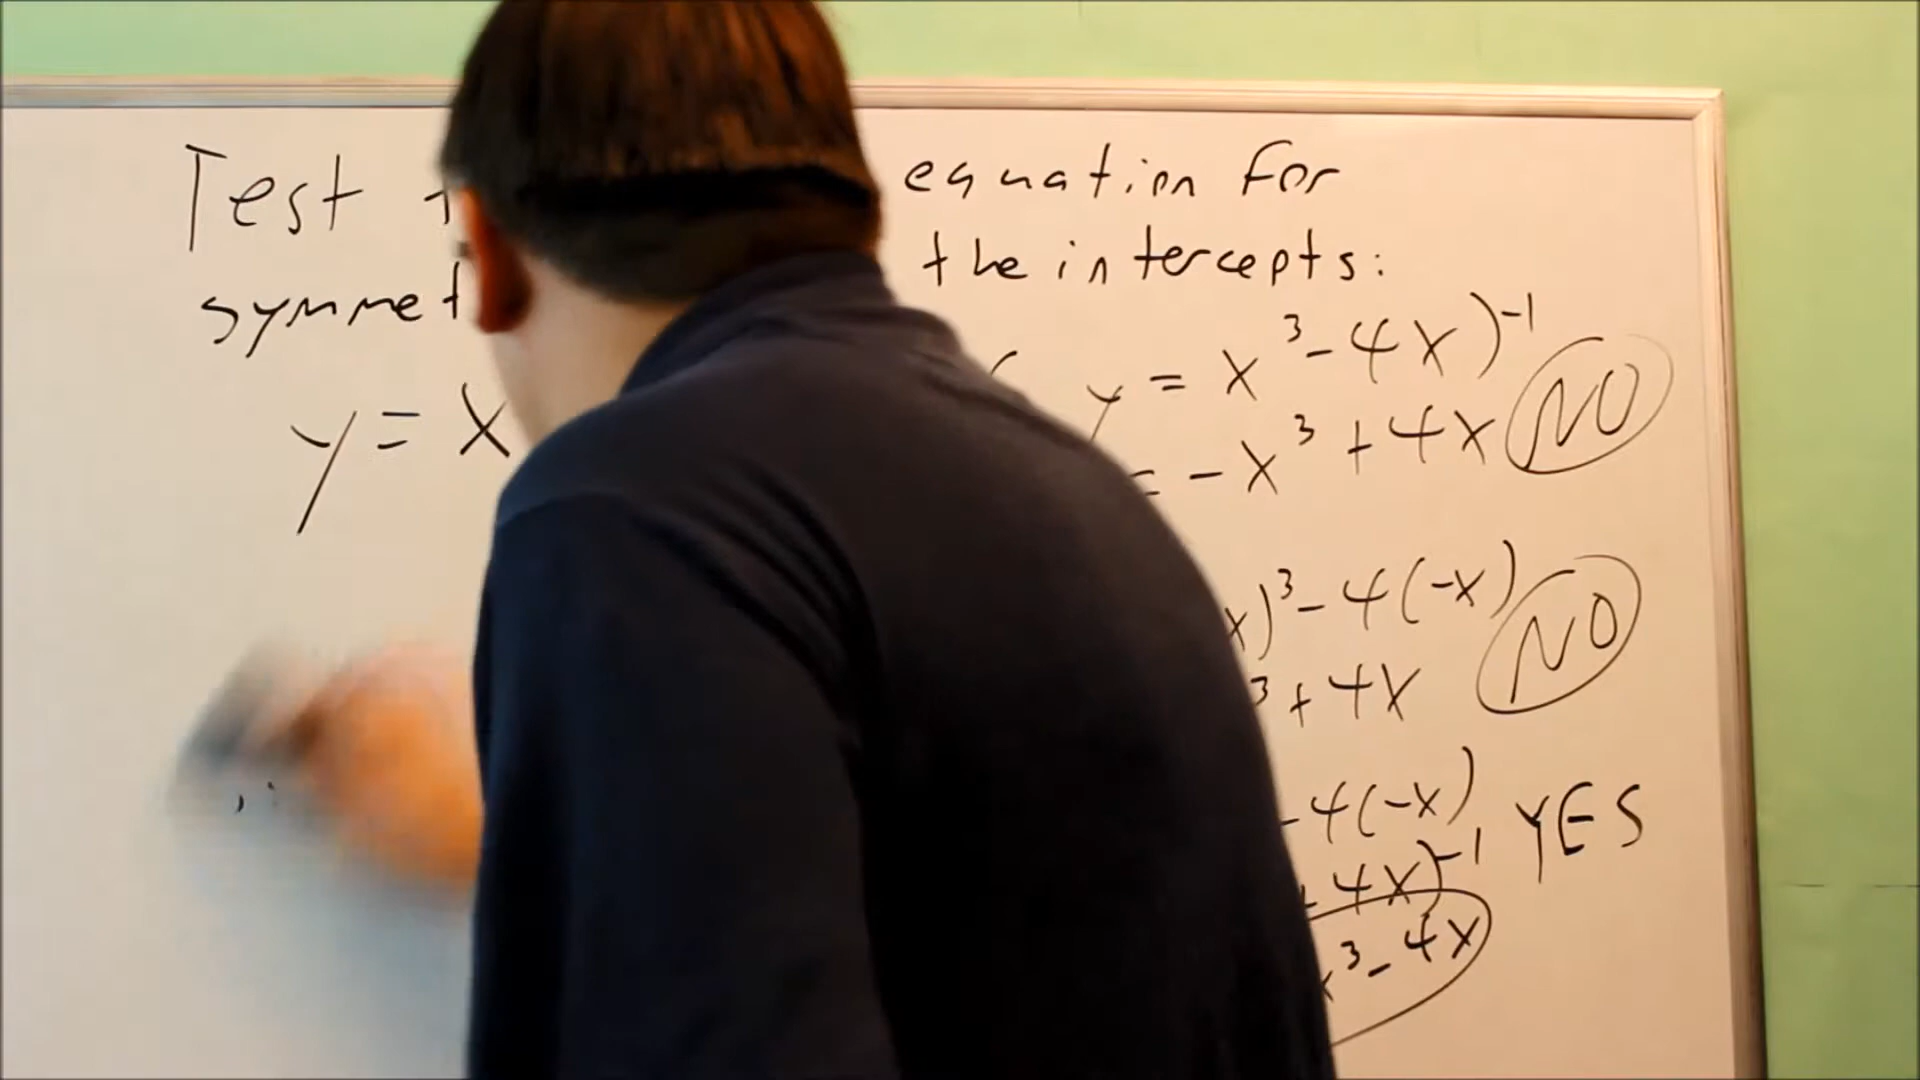 Test equation for
symmet the intercepts:
y = x
( y = x³ - 4x)⁻¹ NO
= -x³ + 4x
x)³ - 4(-x) NO
³ + 4x
- 4(-x) YES
4x)⁻¹
x³ - 4x